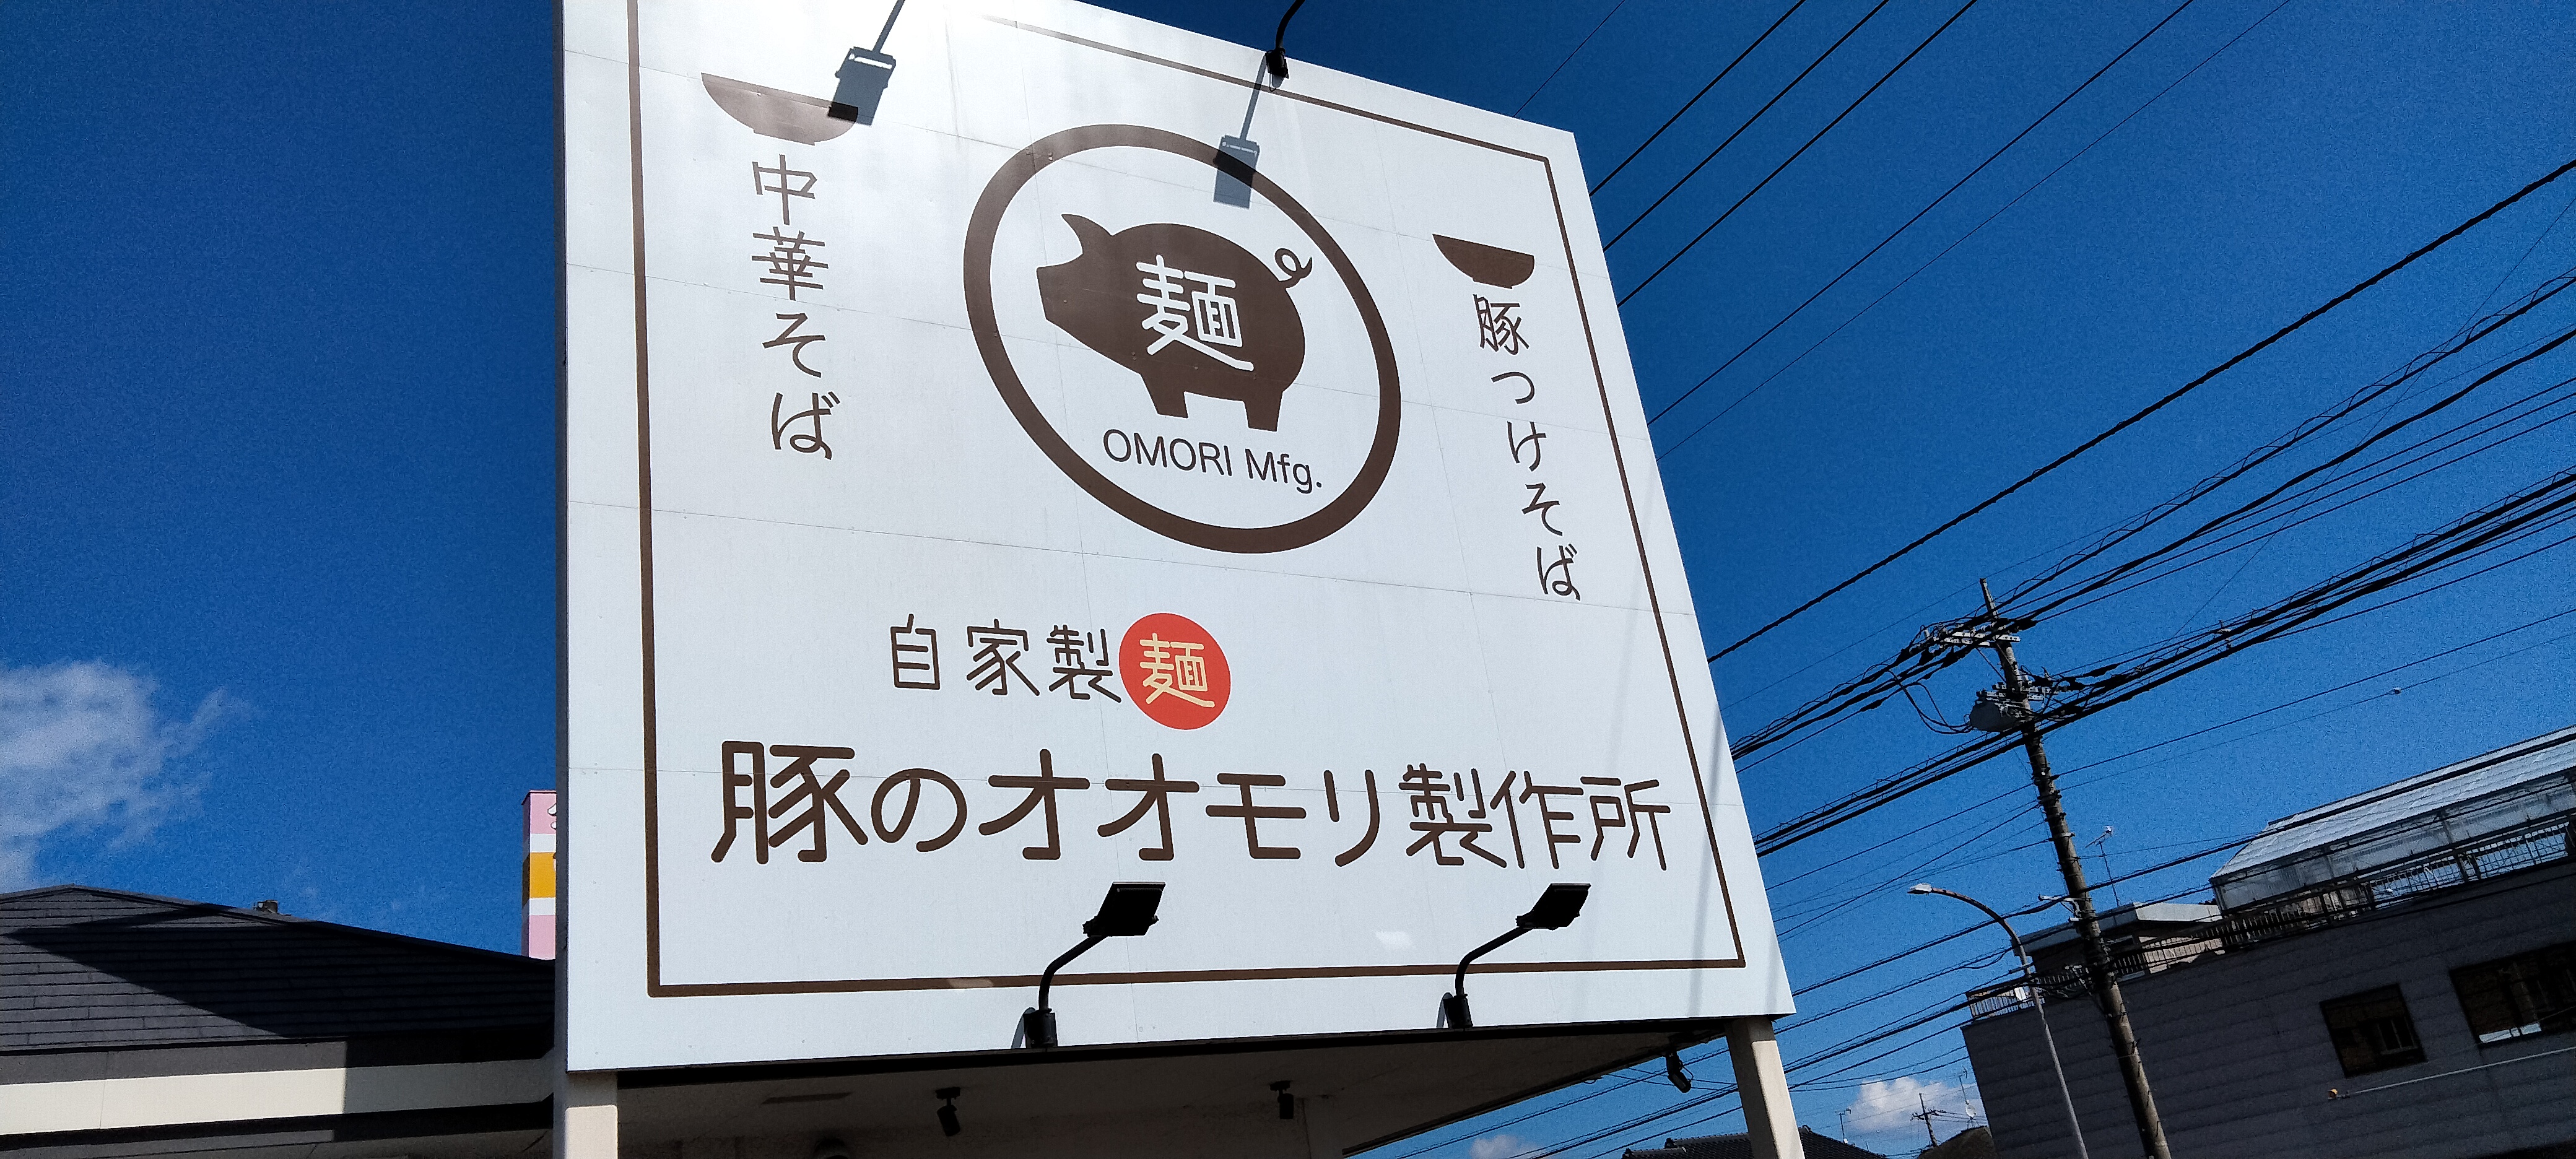 中華そば
麺
OMORI Mfg.
豚つけそば
自家製麺
豚のオオモリ製作所